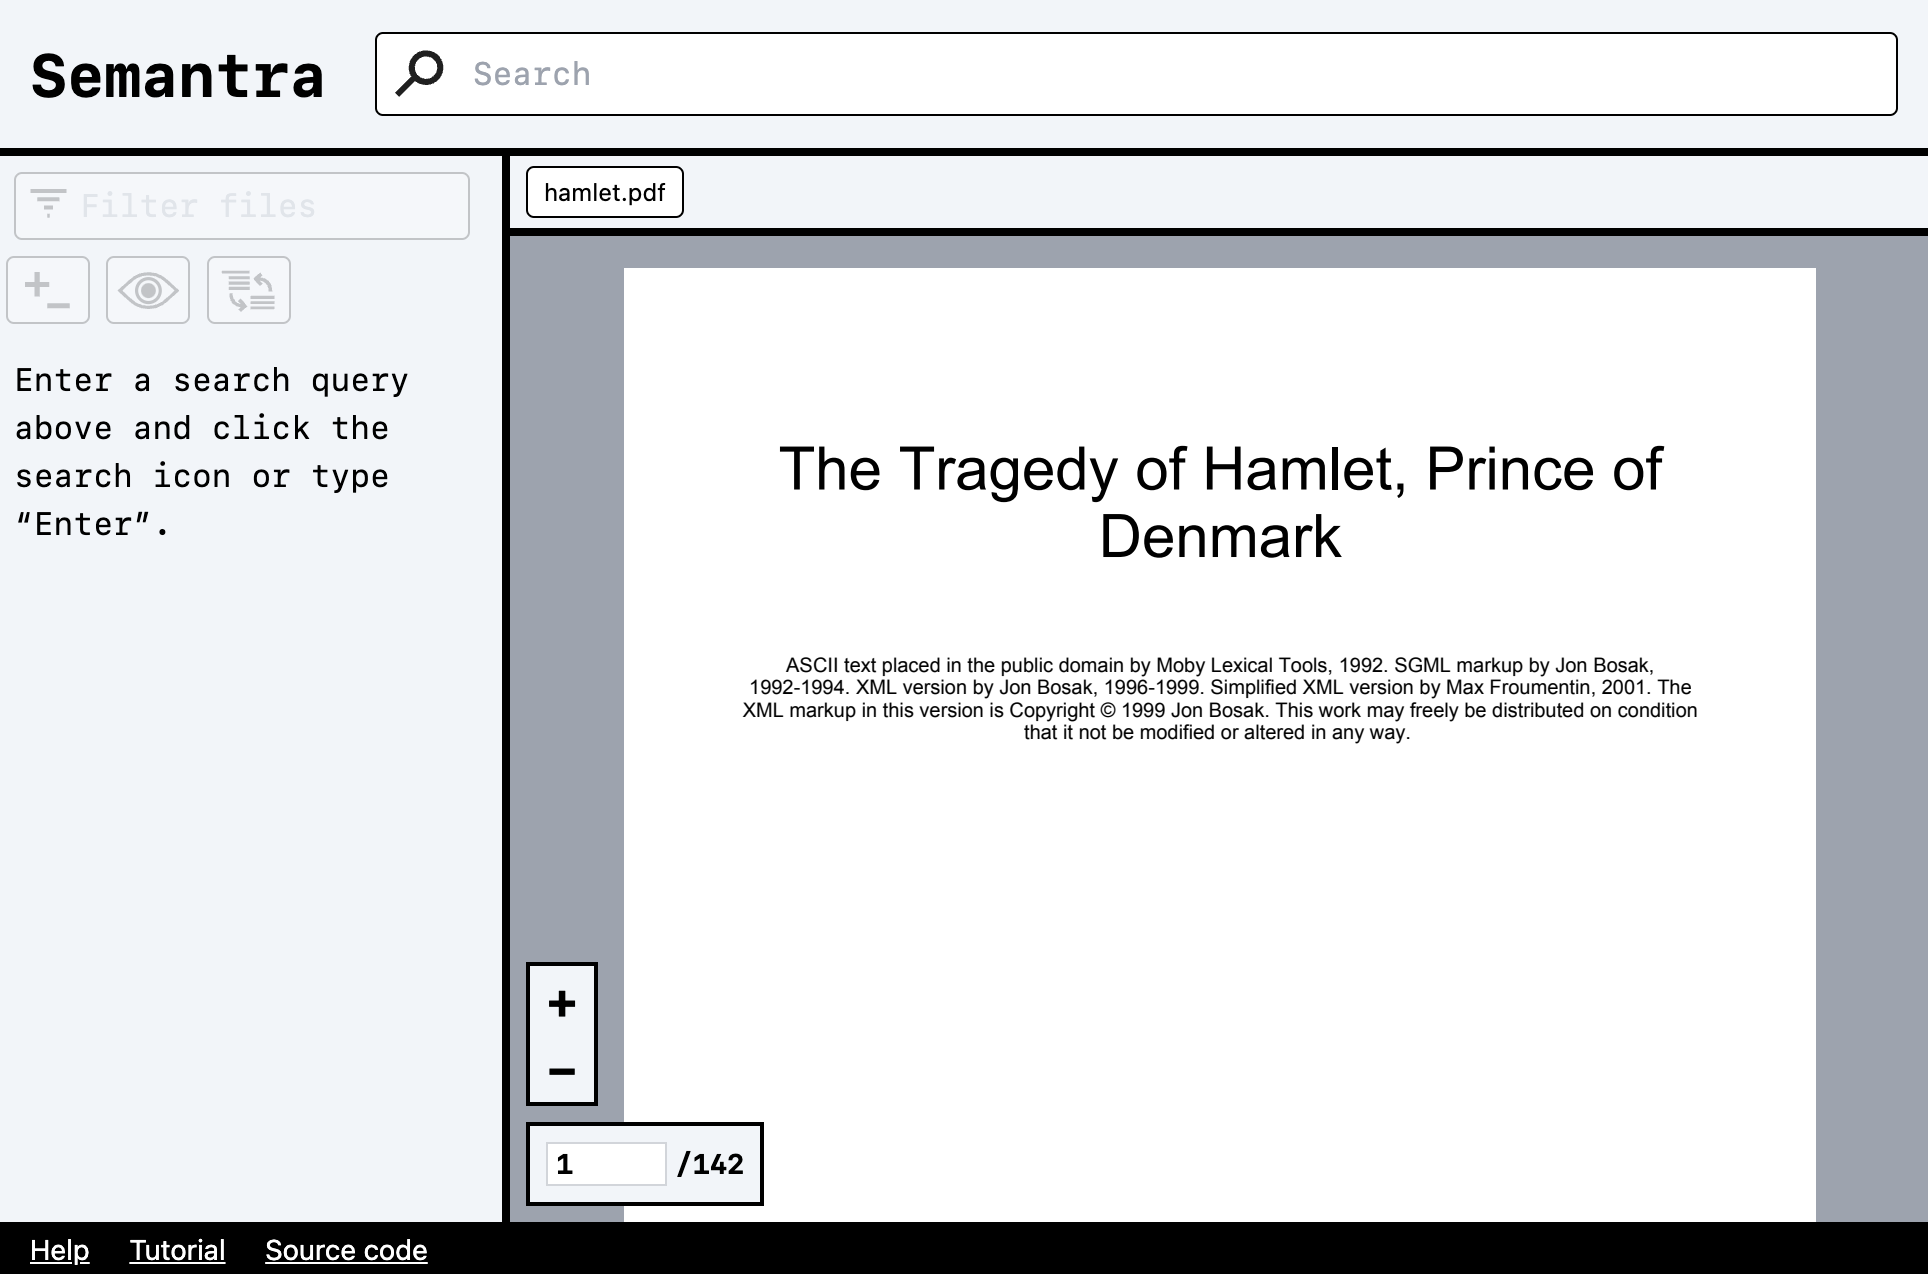 Semantra
Search
Filter files
Enter a search query
above and click the
search icon or type
“Enter”.
hamlet.pdf
The Tragedy of Hamlet, Prince of
Denmark
ASCII text placed in the public domain by Moby Lexical Tools, 1992. SGML markup by Jon Bosak,
1992-1994. XML version by Jon Bosak, 1996-1999. Simplified XML version by Max Froumentin, 2001. The
XML markup in this version is Copyright © 1999 Jon Bosak. This work may freely be distributed on condition
that it not be modified or altered in any way.
+
−
1 /142
Help Tutorial Source code